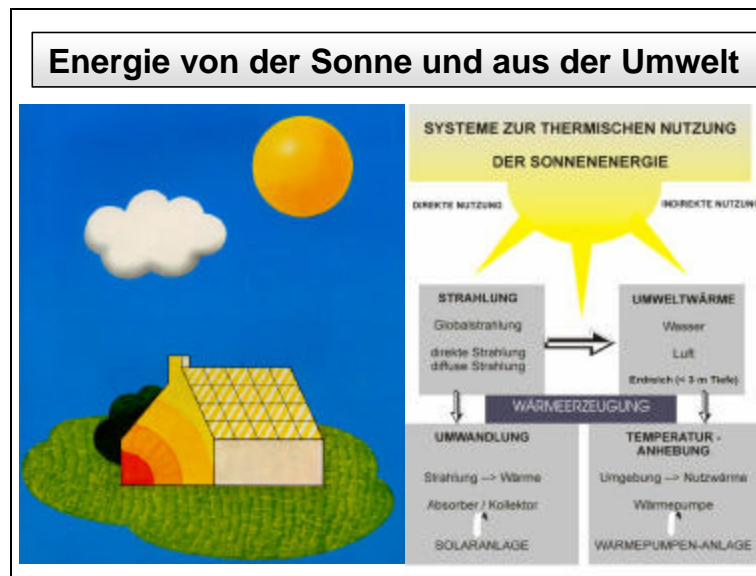 Energie von der Sonne und aus der Umwelt
SYSTEME ZUR THERMISCHEN NUTZUNG
DER SONNENENERGIE
DIREKTE NUTZUNG
INDIREKTE NUTZUNG
STRAHLUNG
Globalstrahlung
direkte Strahlung
diffuse Strahlung
UMWELTWÄRME
Wasser
Luft
Erdreich (< 3 m Tiefe)
WÄRMEERZEUGUNG
UMWANDLUNG
Strahlung --> Wärme
Absorber / Kollektor
SOLARANLAGE
TEMPERATUR -
ANHEBUNG
Umgebung --> Nutzwärme
Wärmepumpe
WÄRMEPUMPEN-ANLAGE